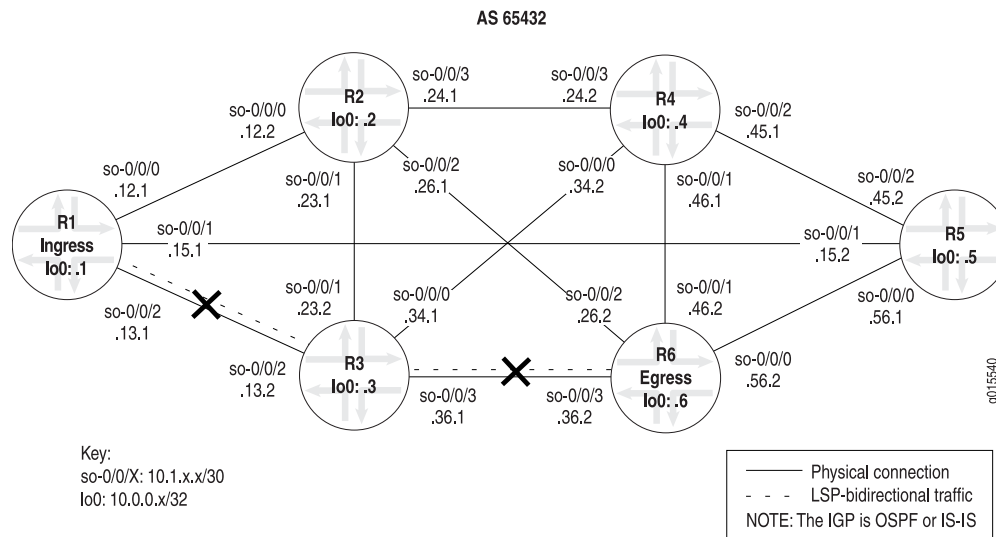 AS 65432
so-0/0/3
.24.1
so-0/0/3
.24.2
R2
lo0: .2
R4
lo0: .4
so-0/0/0
.12.2
so-0/0/2
.45.1
so-0/0/2
.26.1
so-0/0/0
.34.2
so-0/0/0
.12.1
so-0/0/1
.23.1
so-0/0/1
.46.1
so-0/0/2
.45.2
R1
Ingress
lo0: .1
so-0/0/1
.15.1
so-0/0/1
.15.2
R5
lo0: .5
so-0/0/1
.23.2
so-0/0/0
.34.1
so-0/0/2
.26.2
so-0/0/1
.46.2
so-0/0/0
.56.1
so-0/0/2
.13.1
so-0/0/2
.13.2
R3
lo0: .3
R6
Egress
lo0: .6
so-0/0/0
.56.2
so-0/0/3
.36.1
so-0/0/3
.36.2
g015540
Key:
so-0/0/X: 10.1.x.x/30
lo0: 10.0.0.x/32
Physical connection
LSP-bidirectional traffic
NOTE: The IGP is OSPF or IS-IS